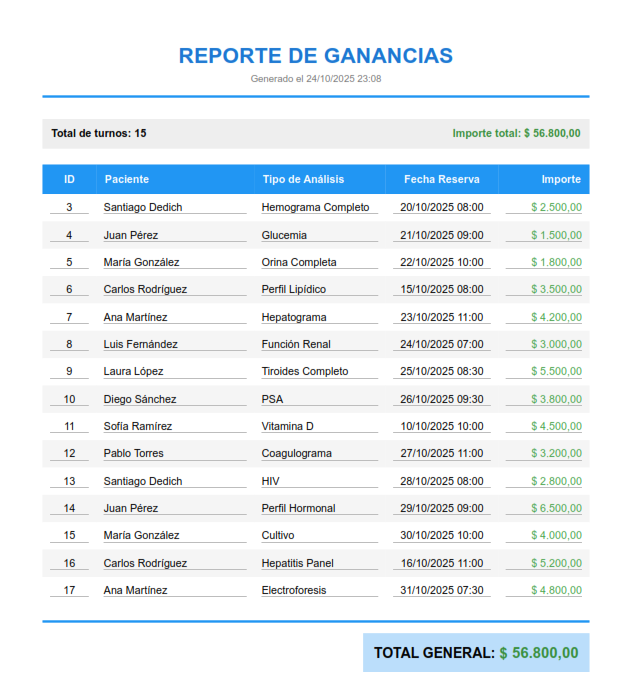 REPORTE DE GANANCIAS
Generado el 24/10/2025 23:08
Total de turnos: 15 Importe total: $ 56.800,00
ID Paciente Tipo de Análisis Fecha Reserva Importe
3 Santiago Dedich Hemograma Completo 20/10/2025 08:00 $ 2.500,00
4 Juan Pérez Glucemia 21/10/2025 09:00 $ 1.500,00
5 María González Orina Completa 22/10/2025 10:00 $ 1.800,00
6 Carlos Rodríguez Perfil Lipídico 15/10/2025 08:00 $ 3.500,00
7 Ana Martínez Hepatograma 23/10/2025 11:00 $ 4.200,00
8 Luis Fernández Función Renal 24/10/2025 07:00 $ 3.000,00
9 Laura López Tiroides Completo 25/10/2025 08:30 $ 5.500,00
10 Diego Sánchez PSA 26/10/2025 09:30 $ 3.800,00
11 Sofía Ramírez Vitamina D 10/10/2025 10:00 $ 4.500,00
12 Pablo Torres Coagulograma 27/10/2025 11:00 $ 3.200,00
13 Santiago Dedich HIV 28/10/2025 08:00 $ 2.800,00
14 Juan Pérez Perfil Hormonal 29/10/2025 09:00 $ 6.500,00
15 María González Cultivo 30/10/2025 10:00 $ 4.000,00
16 Carlos Rodríguez Hepatitis Panel 16/10/2025 11:00 $ 5.200,00
17 Ana Martínez Electroforesis 31/10/2025 07:30 $ 4.800,00
TOTAL GENERAL: $ 56.800,00